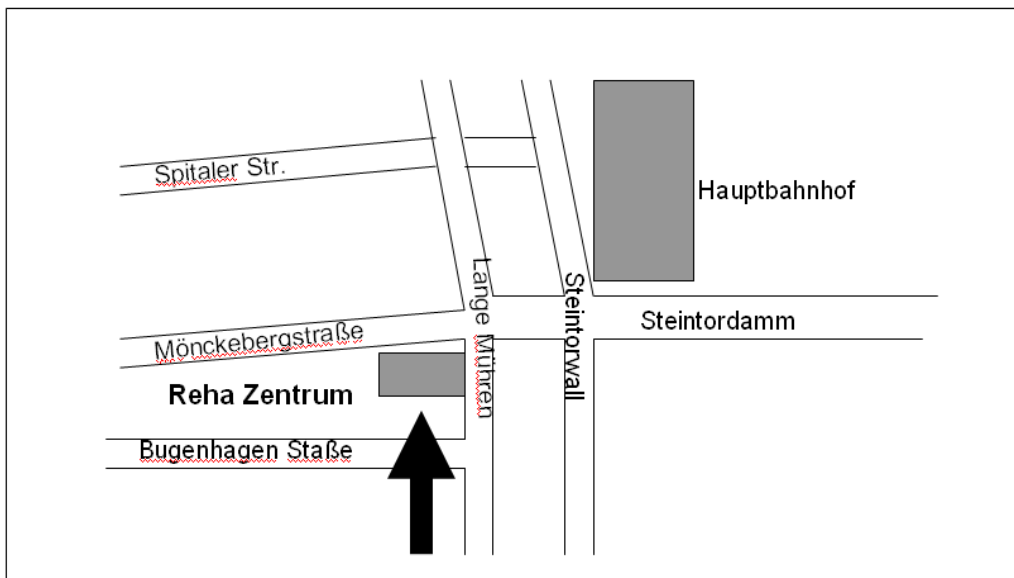 Spitaler Str.
Hauptbahnhof
Lange Mühren
Steintorwall
Steintordamm
Mönckebergstraße
Reha Zentrum
Bugenhagen Staße